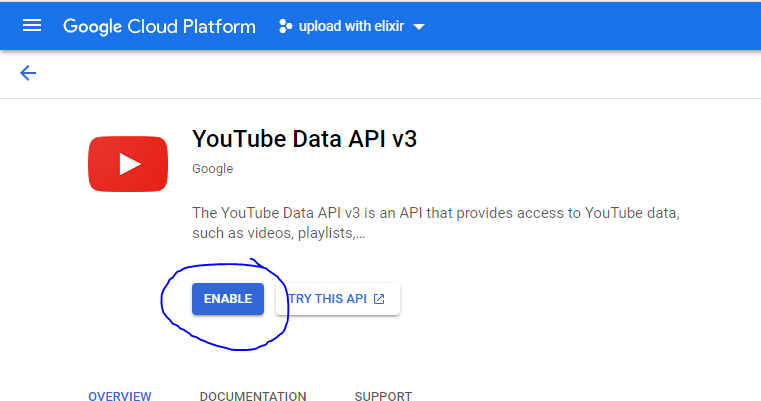 Google Cloud Platform upload with elixir
YouTube Data API v3
Google
The YouTube Data API v3 is an API that provides access to YouTube data,
such as videos, playlists,...
ENABLE TRY THIS API
OVERVIEW DOCUMENTATION SUPPORT